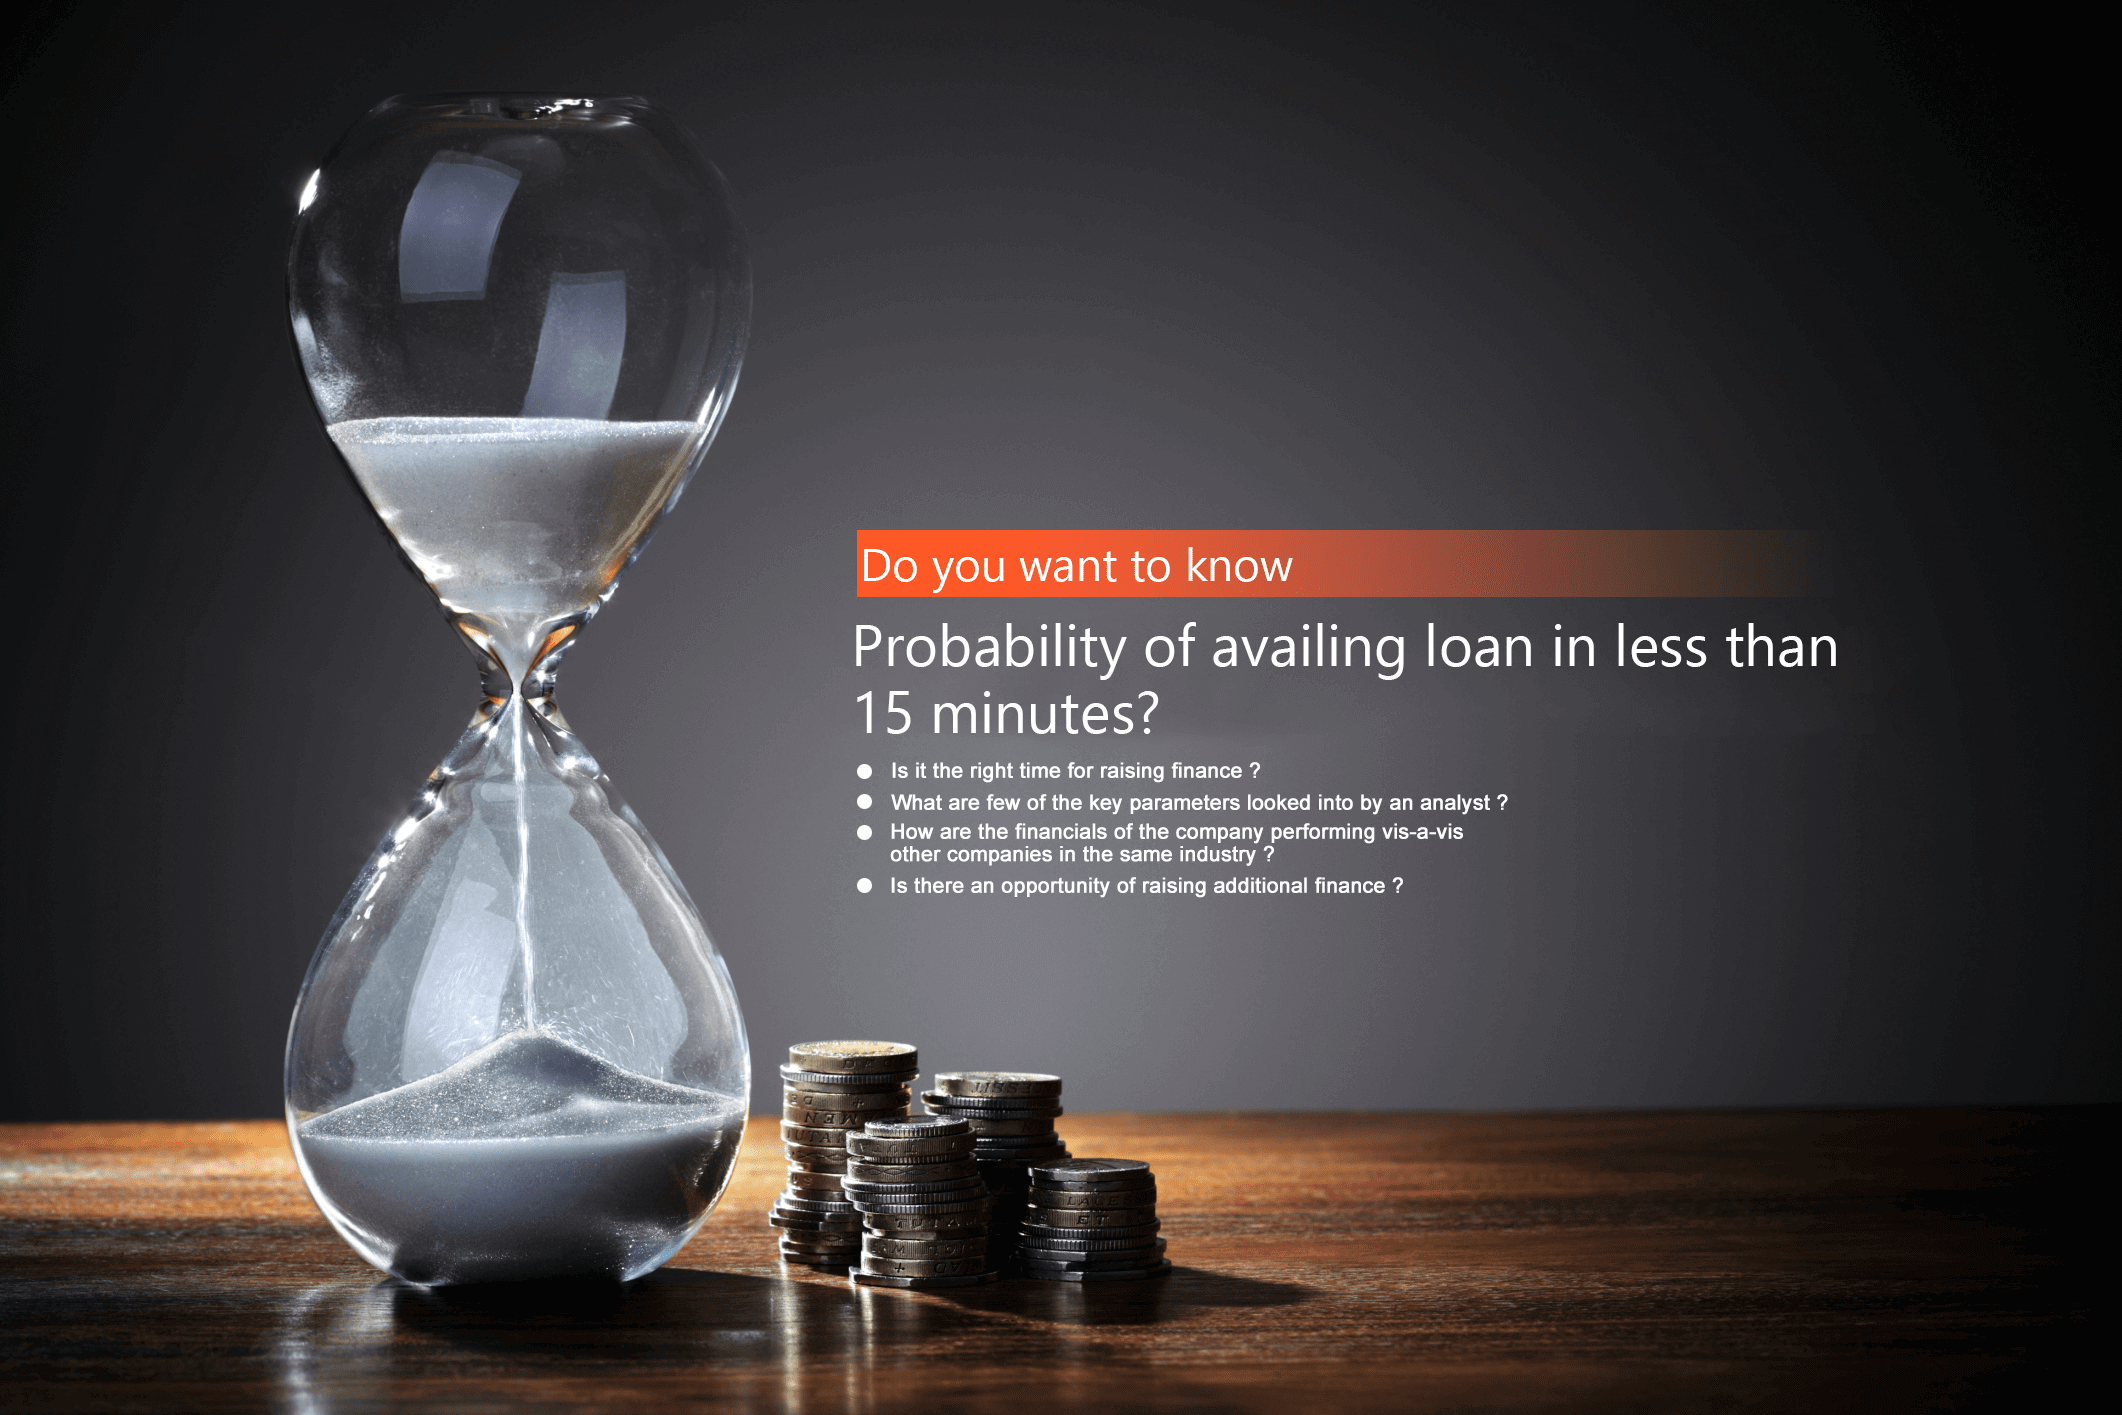 Do you want to know
Probability of availing loan in less than
15 minutes?
Is it the right time for raising finance ?
What are few of the key parameters looked into by an analyst ?
How are the financials of the company performing vis-a-vis
other companies in the same industry ?
Is there an opportunity of raising additional finance ?